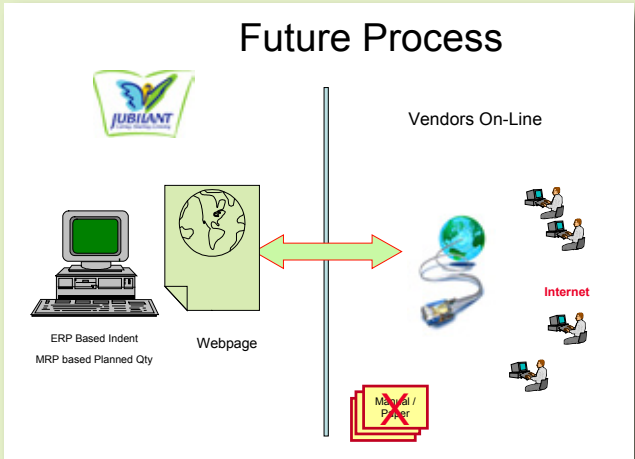 Future Process
JUBILANT
Vendors On-Line
Internet
ERP Based Indent
MRP based Planned Qty
Webpage
Manual /
Paper
X